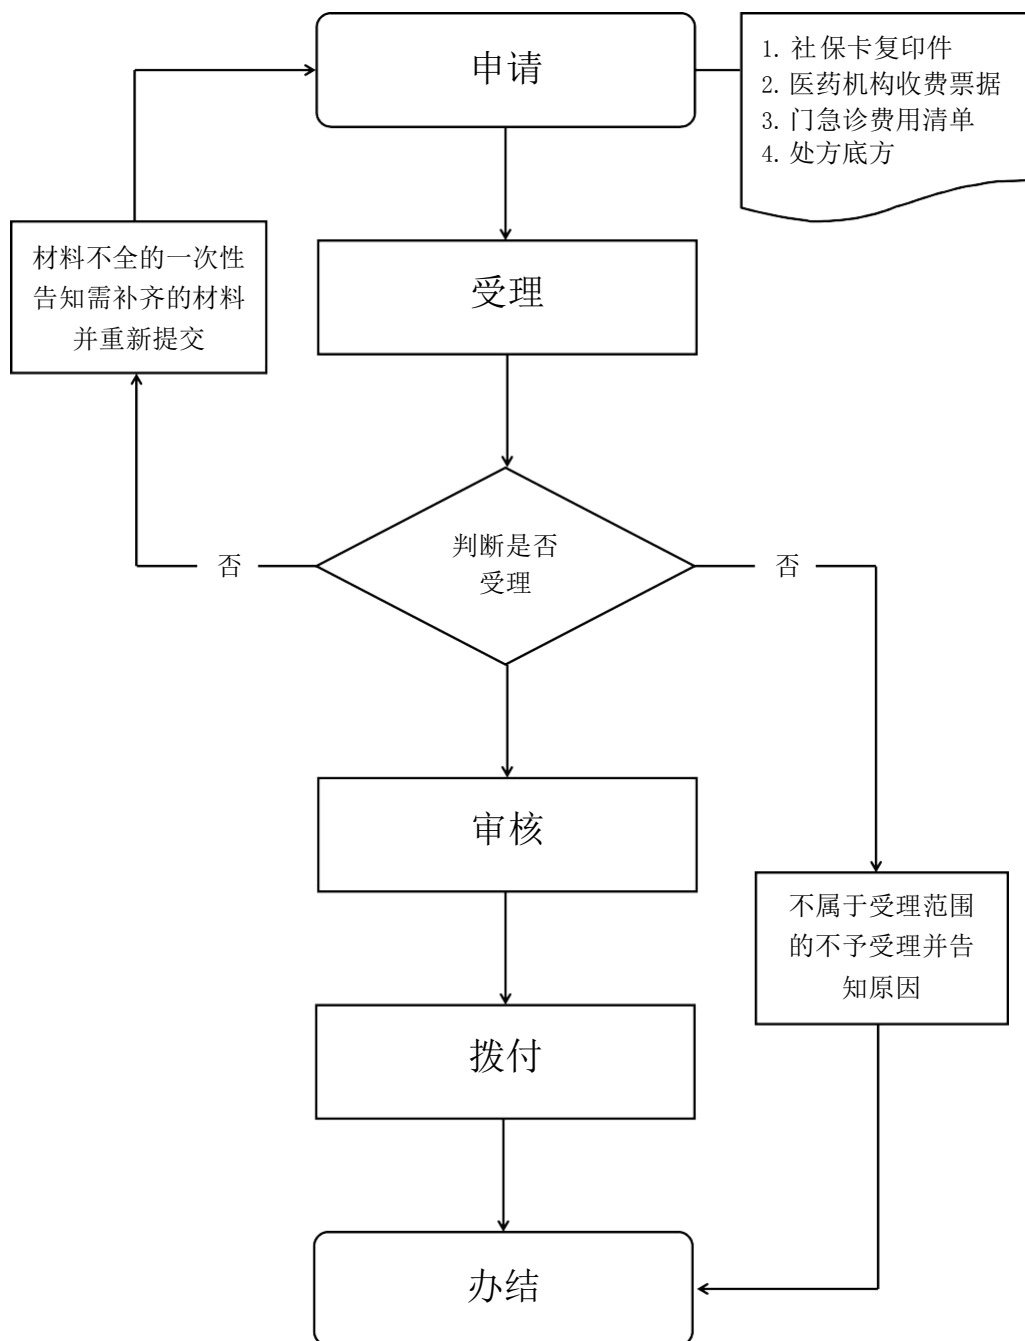 申请
1. 社保卡复印件
2. 医药机构收费票据
3. 门急诊费用清单
4. 处方底方
材料不全的一次性
告知需补齐的材料
并重新提交
受理
判断是否
受理
否
否
审核
不属于受理范围
的不予受理并告
知原因
拨付
办结